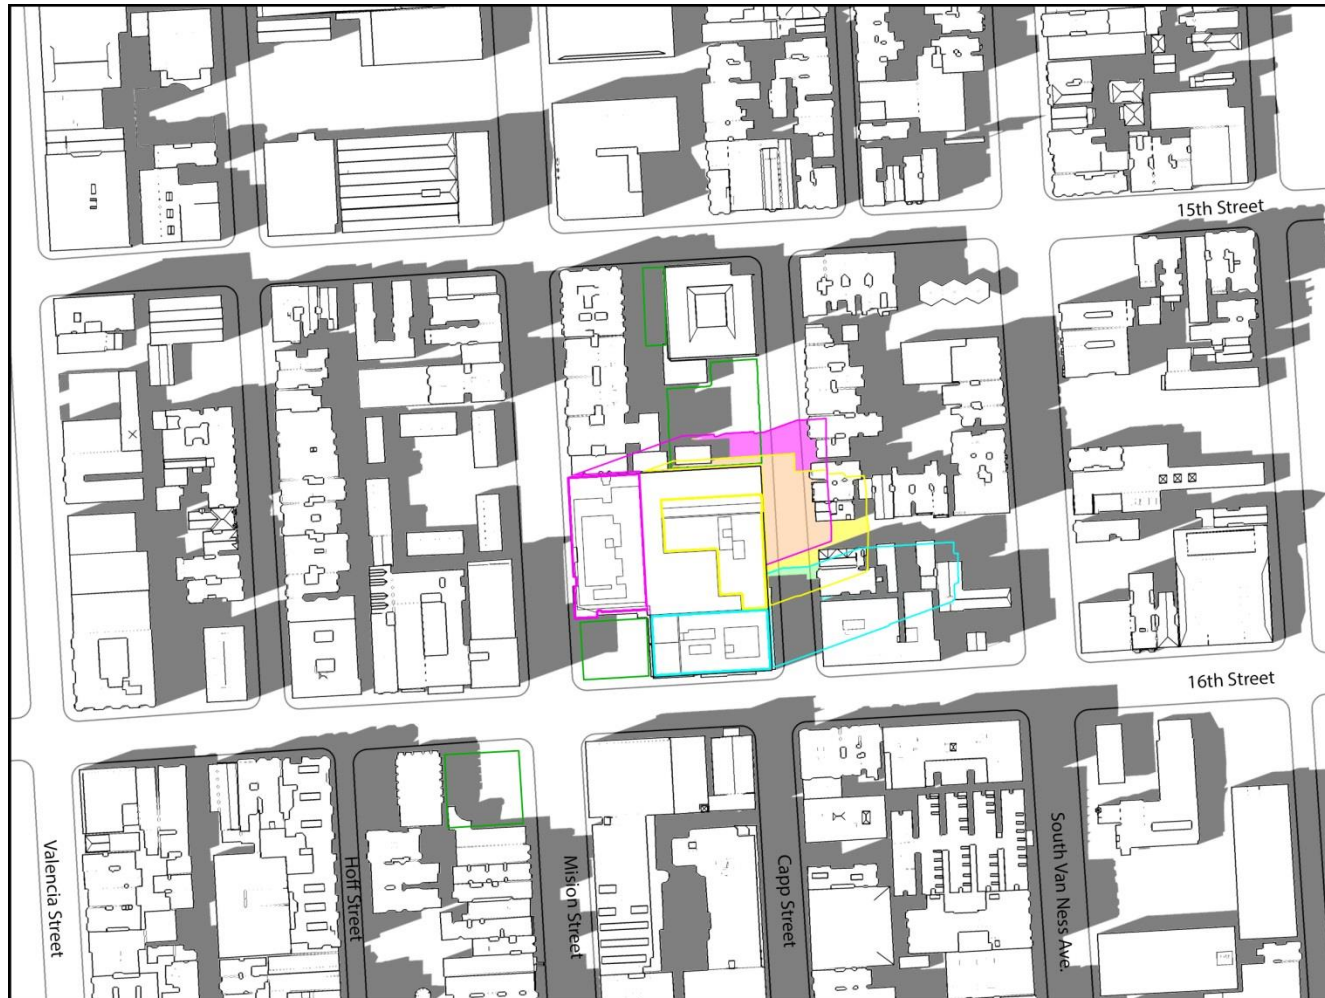 15th Street
16th Street
Valencia Street
Hoff Street
Mision Street
Capp Street
South Van Ness Ave.